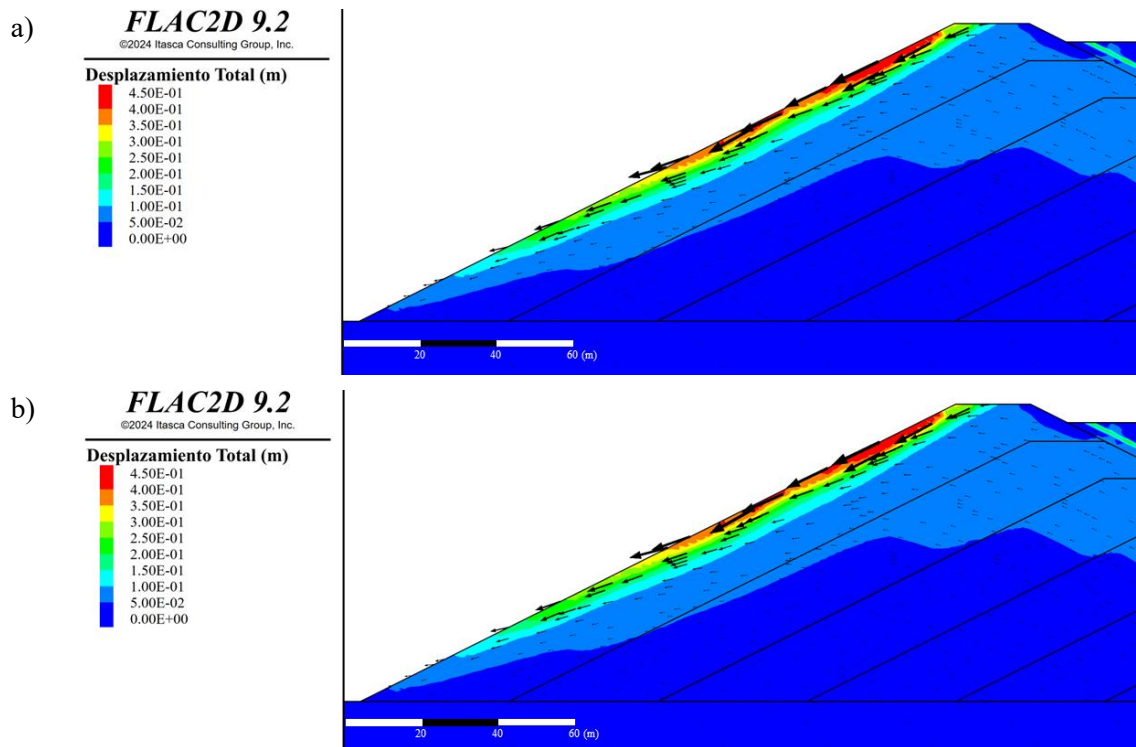 a)
FLAC2D 9.2
©2024 Itasca Consulting Group, Inc.
Desplazamiento Total (m)
4.50E-01
4.00E-01
3.50E-01
3.00E-01
2.50E-01
2.00E-01
1.50E-01
1.00E-01
5.00E-02
0.00E+00
20 40 60 (m)
b)
FLAC2D 9.2
©2024 Itasca Consulting Group, Inc.
Desplazamiento Total (m)
4.50E-01
4.00E-01
3.50E-01
3.00E-01
2.50E-01
2.00E-01
1.50E-01
1.00E-01
5.00E-02
0.00E+00
20 40 60 (m)